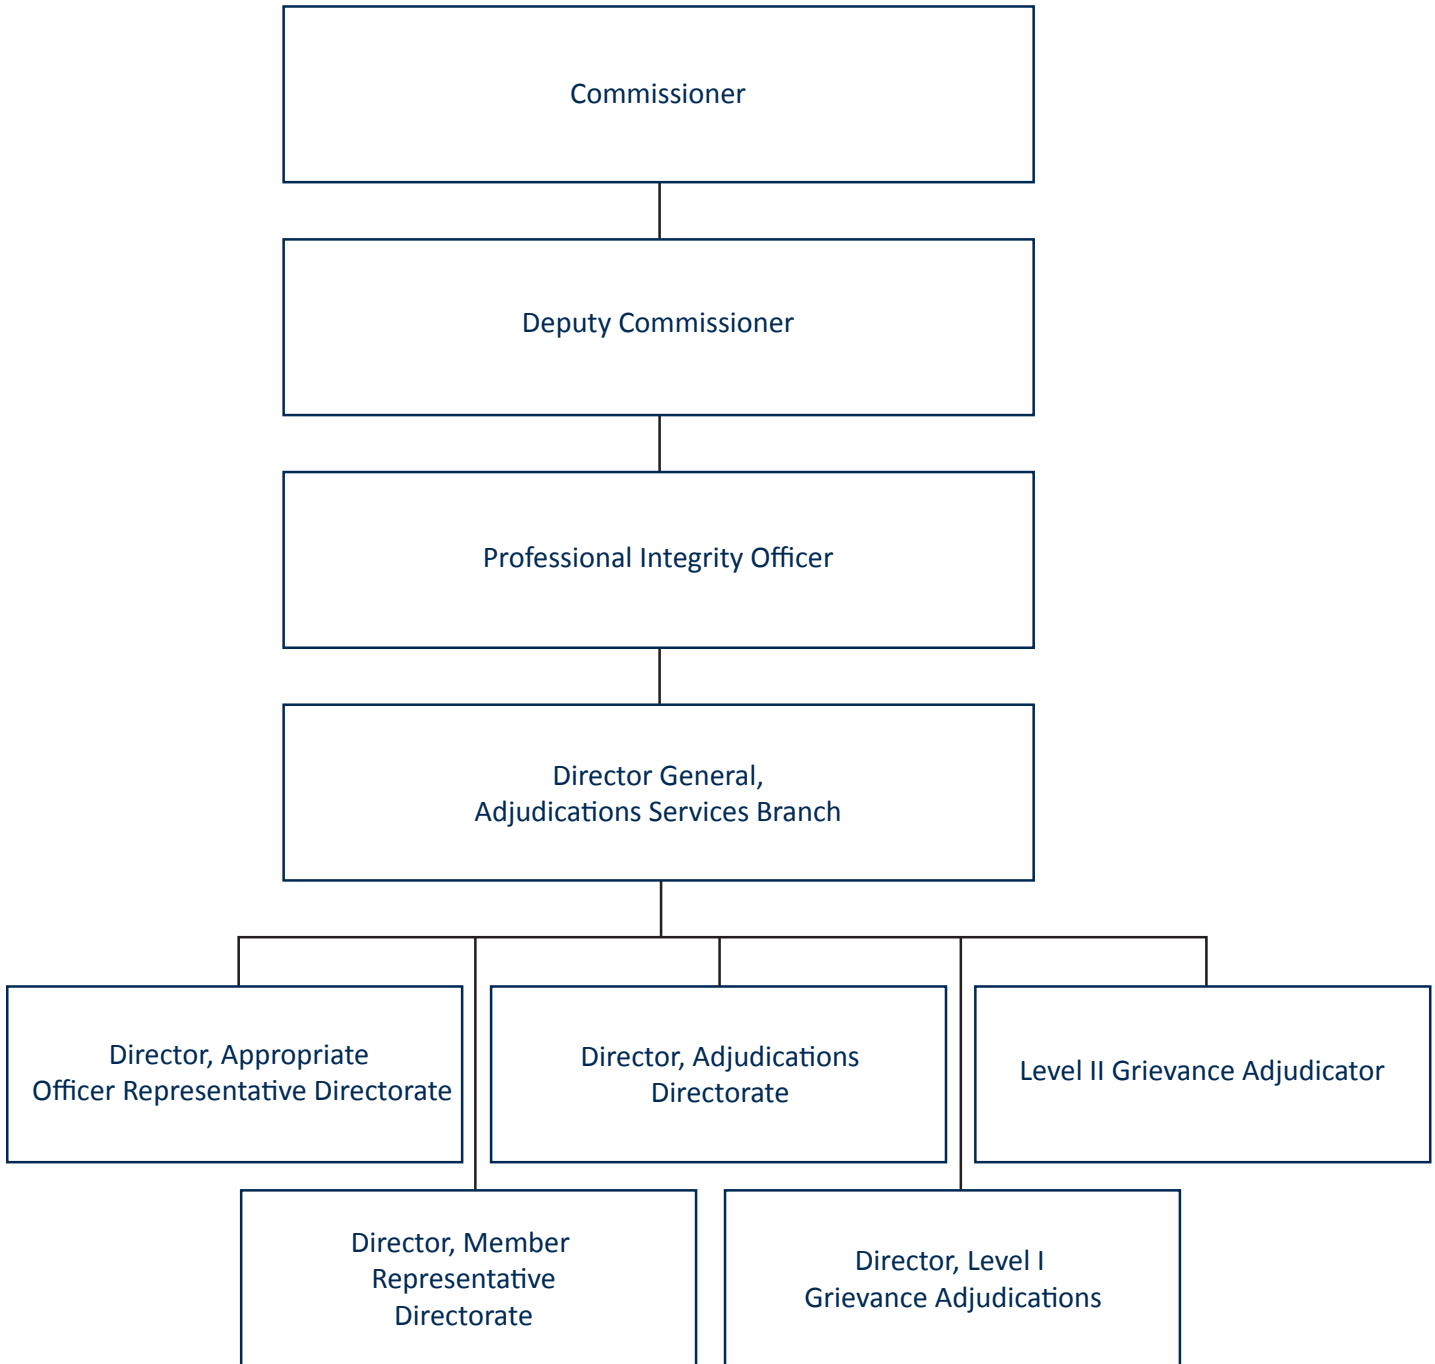 Commissioner
Deputy Commissioner
Professional Integrity Officer
Director General,
Adjudications Services Branch
Director, Appropriate
Officer Representative Directorate
Director, Adjudications
Directorate
Level II Grievance Adjudicator
Director, Member
Representative
Directorate
Director, Level I
Grievance Adjudications